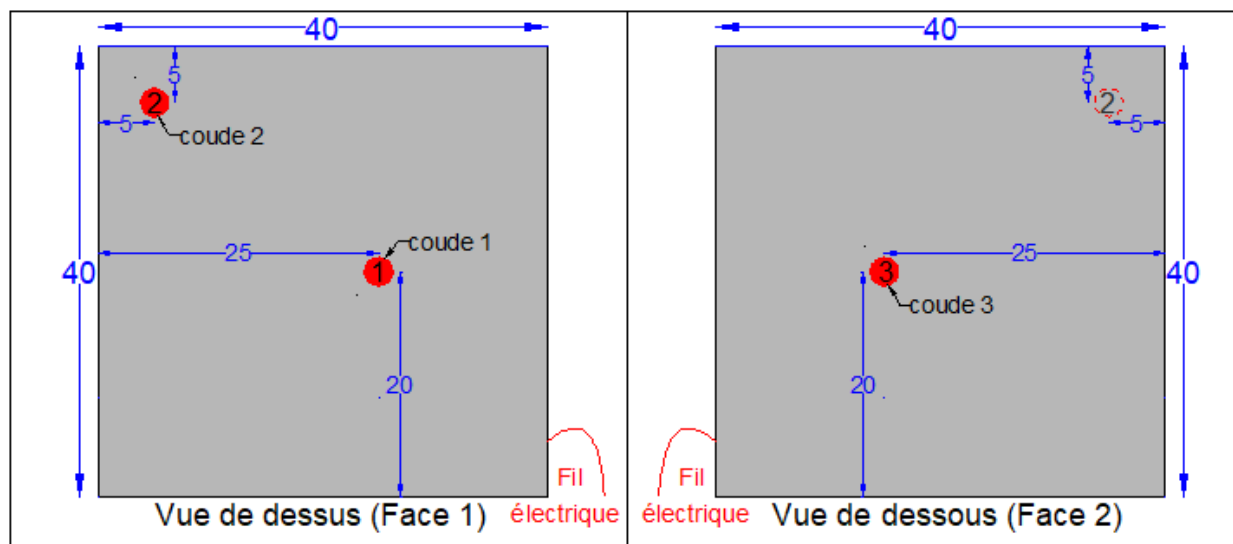 40
5
2
5
coude 2
coude 1
25
1
40
20
Fil
électrique
Vue de dessus (Face 1)
40
5
2
5
25
3
coude 3
40
20
Fil
électrique
Vue de dessous (Face 2)